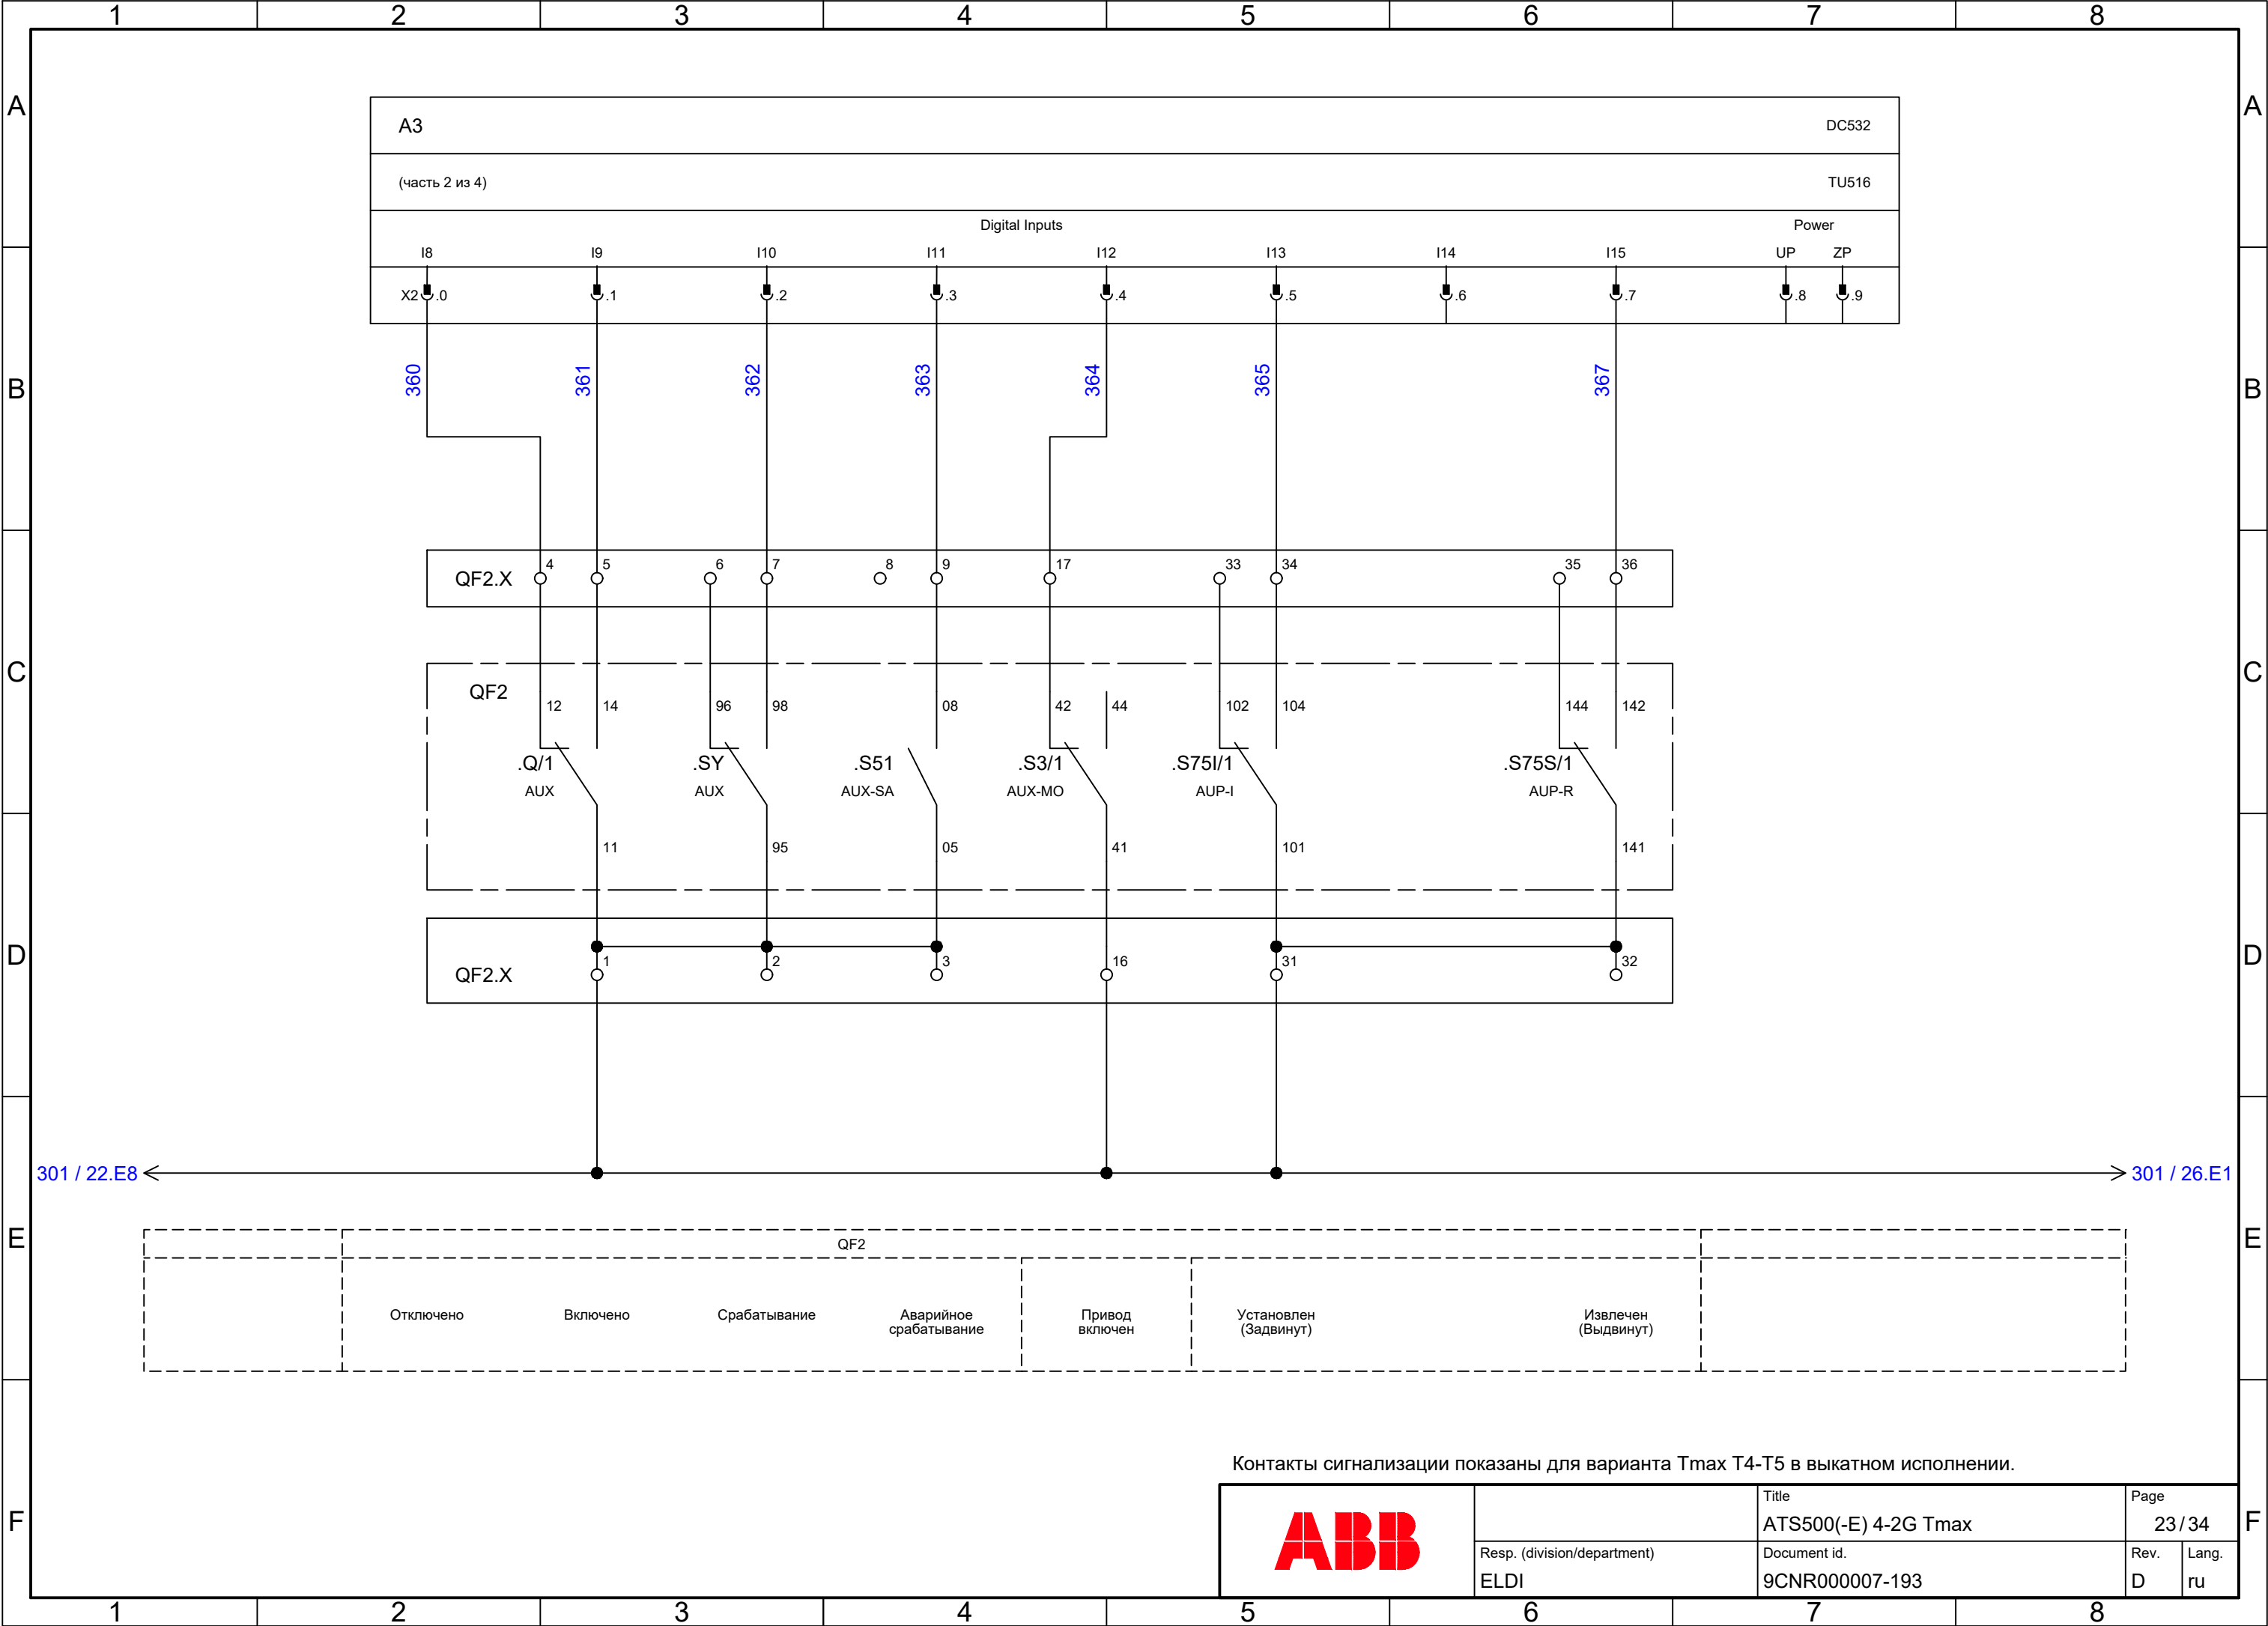 1 2 3 4 5 6 7 8
A A
A3 DC532
(часть 2 из 4) TU516
Digital Inputs Power
I8 I9 I10 I11 I12 I13 I14 I15 UP ZP
X2 .0 .1 .2 .3 .4 .5 .6 .7 .8 .9
B B
360 361 362 363 364 365 367
QF2.X 4 5 6 7 8 9 17 33 34 35 36
C C
QF2
12 14 96 98 08 42 44 102 104 144 142
.Q/1 .SY .S51 .S3/1 .S75I/1 .S75S/1
AUX AUX AUX-SA AUX-MO AUP-I AUP-R
11 95 05 41 101 141
D D
QF2.X 1 2 3 16 31 32
301 / 22.E8 301 / 26.E1
E E
QF2
Отключено Включено Срабатывание Аварийное срабатывание Привод включен Установлен (Задвинут) Извлечен (Выдвинут)
Контакты сигнализации показаны для варианта Tmax T4-T5 в выкатном исполнении.
F F
ABB
Title
ATS500(-E) 4-2G Tmax
Page
23/34
Resp. (division/department)
ELDI
Document id.
9CNR000007-193
Rev.
D
Lang.
ru
1 2 3 4 5 6 7 8